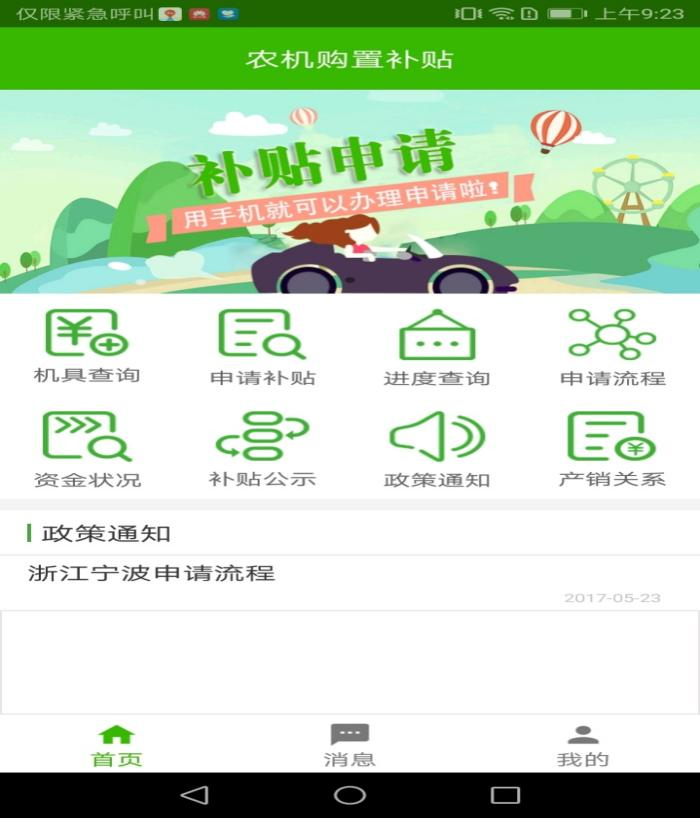 仅限紧急呼叫 上午9:23
农机购置补贴
补贴申请
用手机就可以办理申请啦!
机具查询 申请补贴 进度查询 申请流程
资金状况 补贴公示 政策通知 产销关系
政策通知
浙江宁波申请流程
2017-05-23
首页 消息 我的